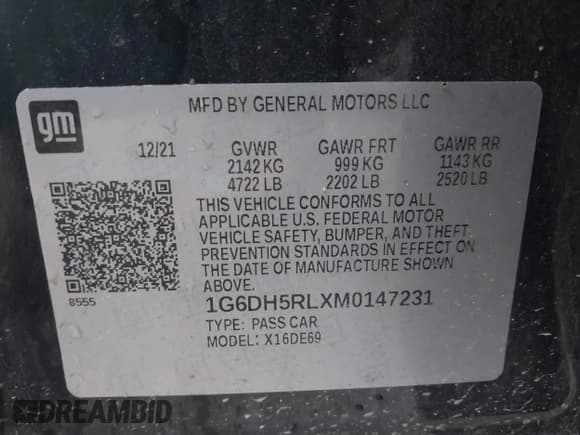 gm
MFD BY GENERAL MOTORS LLC
12/21 GVWR GAWR FRT GAWR RR
2142 KG 999 KG 1143 KG
4722 LB 2202 LB 2520 LB
THIS VEHICLE CONFORMS TO ALL
APPLICABLE U.S. FEDERAL MOTOR
VEHICLE SAFETY, BUMPER, AND THEFT
PREVENTION STANDARDS IN EFFECT ON
THE DATE OF MANUFACTURE SHOWN
ABOVE.
8555
1G6DH5RLXM0147231
TYPE: PASS CAR
MODEL: X16DE69
DREAMBID